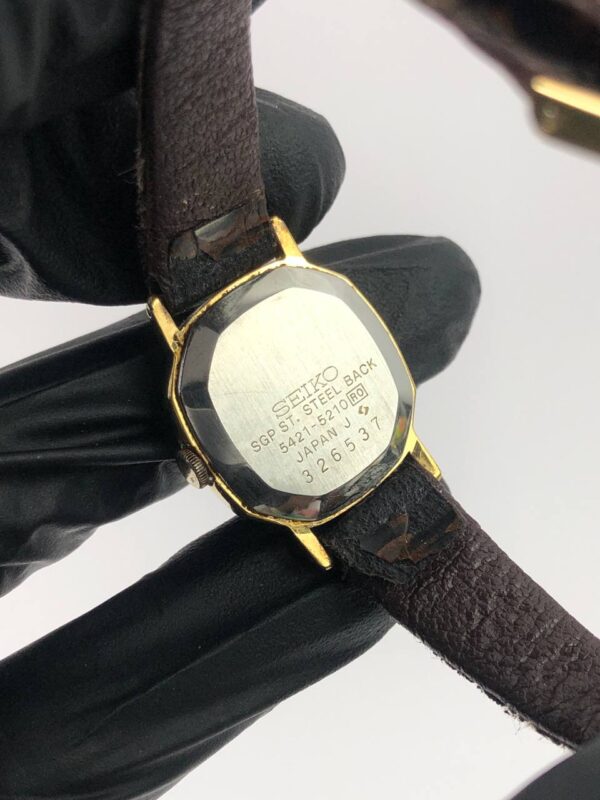 SEIKO
SGP ST. STEEL BACK
5421-5210 RO
JAPAN J
326537